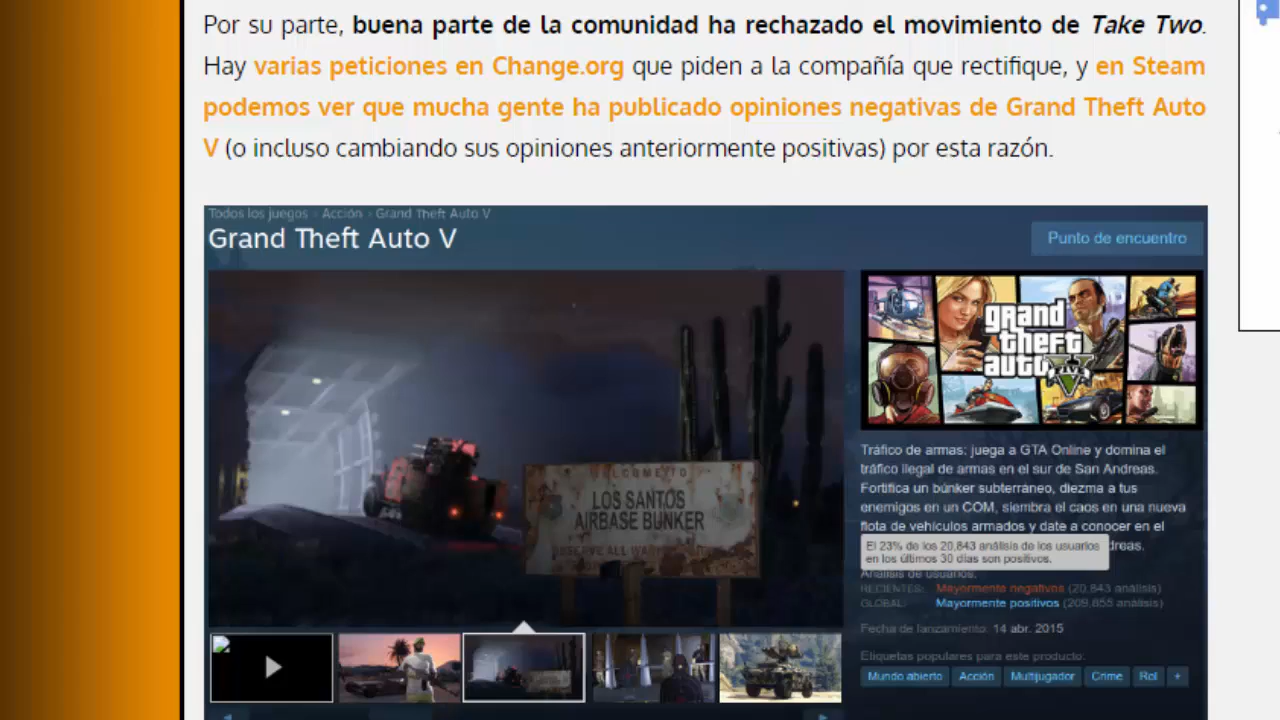 Por su parte, buena parte de la comunidad ha rechazado el movimiento de Take Two.
Hay varias peticiones en Change.org que piden a la compañía que rectifique, y en Steam
podemos ver que mucha gente ha publicado opiniones negativas de Grand Theft Auto
V (o incluso cambiando sus opiniones anteriormente positivas) por esta razón.
Todos los juegos › Acción › Grand Theft Auto V
Grand Theft Auto V
Punto de encuentro
WELCOME TO
LOS SANTOS
AIRBASE BUNKER
grand
theft
auto
V
FIVE
Tráfico de armas: juega a GTA Online y domina el
tráfico ilegal de armas en el sur de San Andreas.
Fortifica un búnker subterráneo, diezma a tus
enemigos en un COM, siembra el caos en una nueva
flota de vehículos armados y date a conocer en el
dreas.
El 23% de los 20,843 análisis de los usuarios
en los últimos 30 días son positivos.
Análisis de usuarios:
RECIENTES: Mayormente negativos (20,843 análisis)
GLOBAL: Mayormente positivos (209,655 análisis)
Fecha de lanzamiento: 14 abr. 2015
Etiquetas populares para este producto:
Mundo abierto Acción Multijugador Crime Rol +